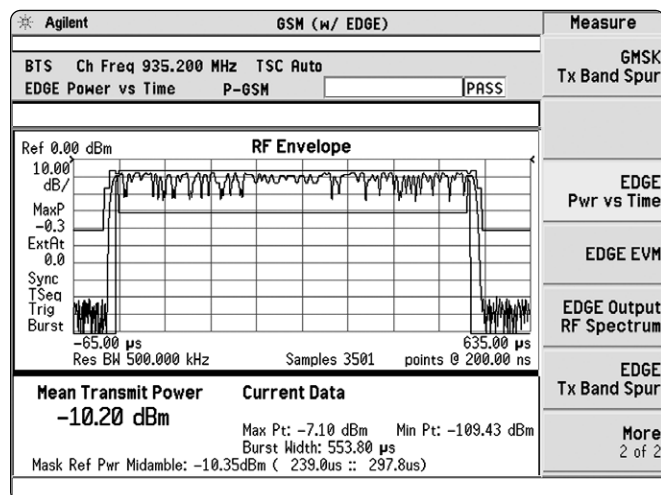 Agilent GSM (w/ EDGE) Measure
BTS Ch Freq 935.200 MHz TSC Auto
EDGE Power vs Time P-GSM PASS
GMSK
Tx Band Spur
EDGE
Pwr vs Time
EDGE EVM
EDGE Output
RF Spectrum
EDGE
Tx Band Spur
More
2 of 2
Ref 0.00 dBm RF Envelope
10.00
dB/
MaxP
-0.3
ExtAt
0.0
Sync
TSeq
Trig
Burst
-65.00 µs 635.00 µs
Res BW 500.000 kHz Samples 3501 points @ 200.00 ns
Mean Transmit Power Current Data
-10.20 dBm
Max Pt: -7.10 dBm Min Pt: -109.43 dBm
Burst Width: 553.80 µs
Mask Ref Pwr Midamble: -10.35dBm ( 239.0us :: 297.8us)